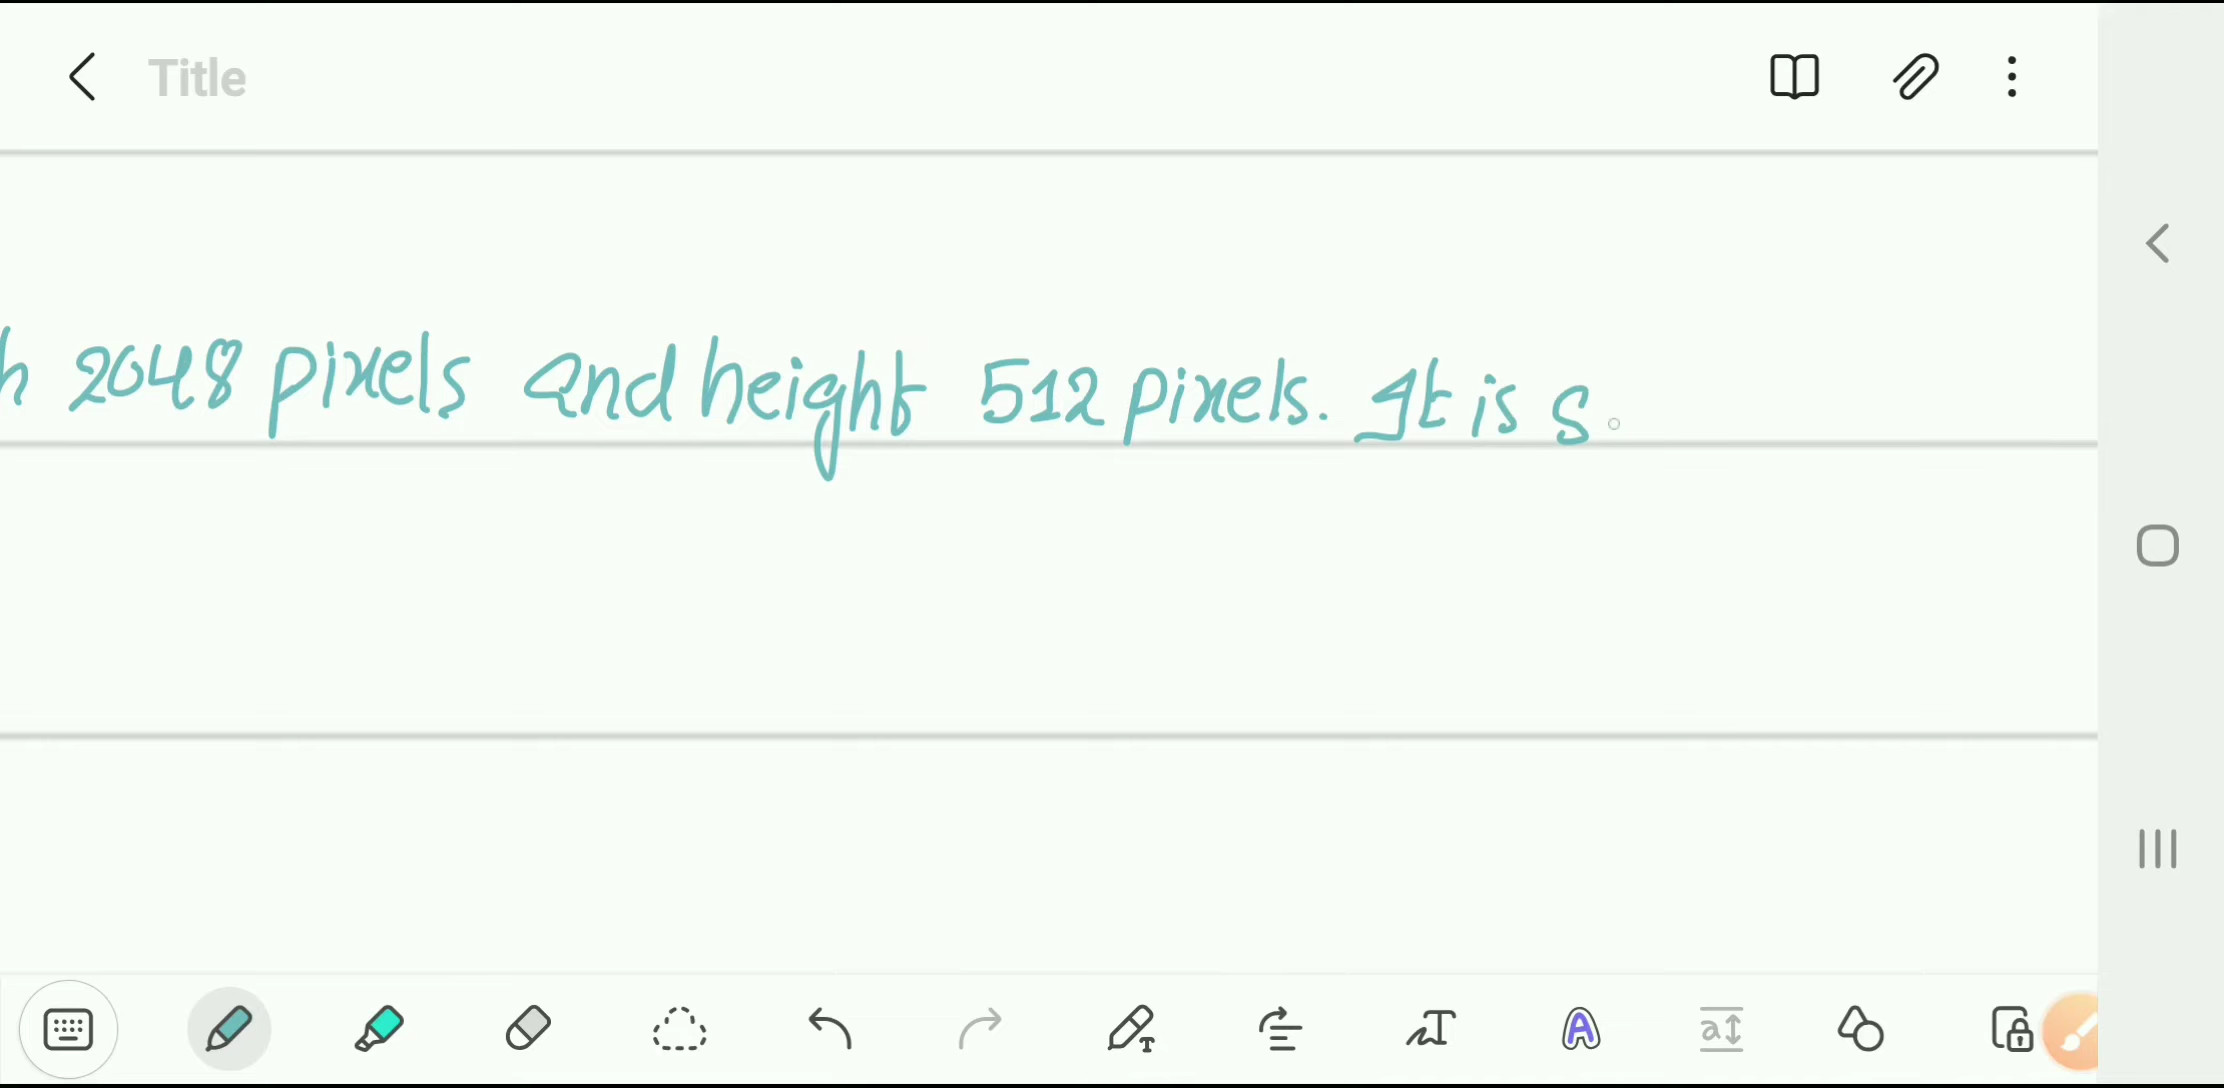 Title
h 2048 pixels and height 512 pixels. It is s.